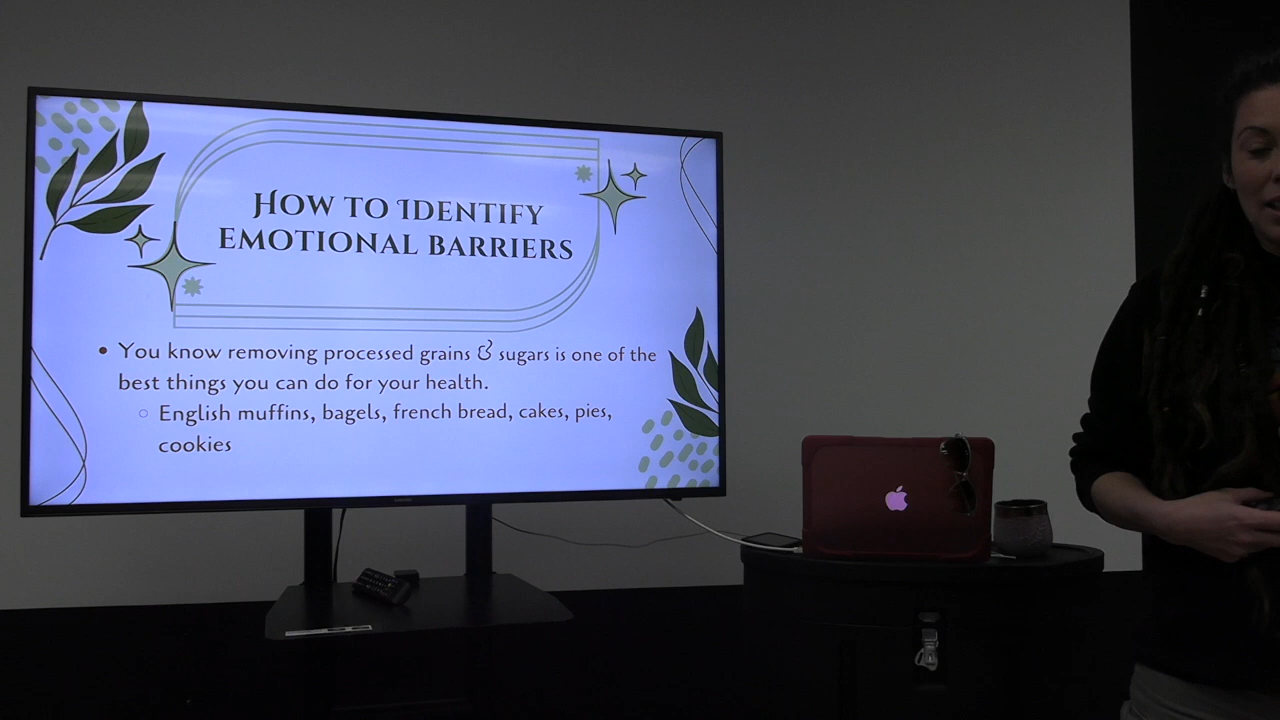 How to Identify
Emotional Barriers
• You know removing processed grains & sugars is one of the
best things you can do for your health.
○ English muffins, bagels, french bread, cakes, pies,
cookies